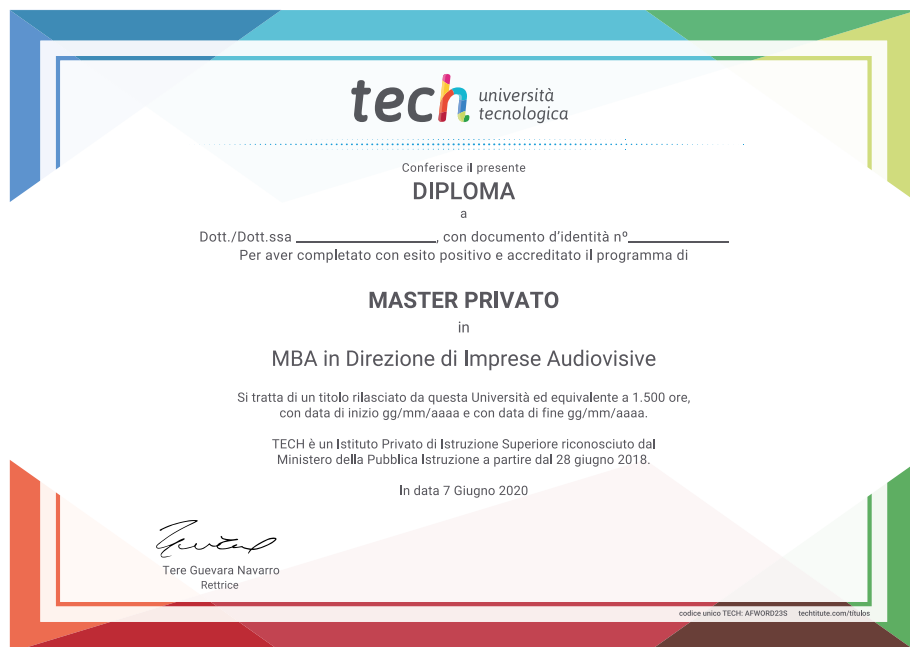 tech università
tecnologica
Conferisce il presente
DIPLOMA
a
Dott./Dott.ssa ________________, con documento d'identità nº____________
Per aver completato con esito positivo e accreditato il programma di
MASTER PRIVATO
in
MBA in Direzione di Imprese Audiovisive
Si tratta di un titolo rilasciato da questa Università ed equivalente a 1.500 ore,
con data di inizio gg/mm/aaaa e con data di fine gg/mm/aaaa.
TECH è un Istituto Privato di Istruzione Superiore riconosciuto dal
Ministero della Pubblica Istruzione a partire dal 28 giugno 2018.
In data 7 Giugno 2020
Tere Guevara Navarro
Rettrice
codice unico TECH: AFWORD23S techtitute.com/títulos